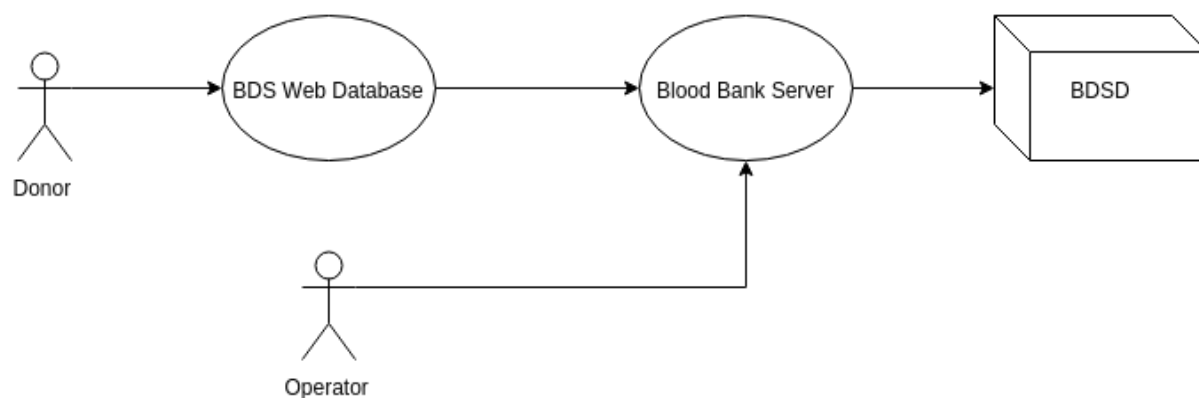 BDS Web Database
Blood Bank Server
BDSD
Donor
Operator